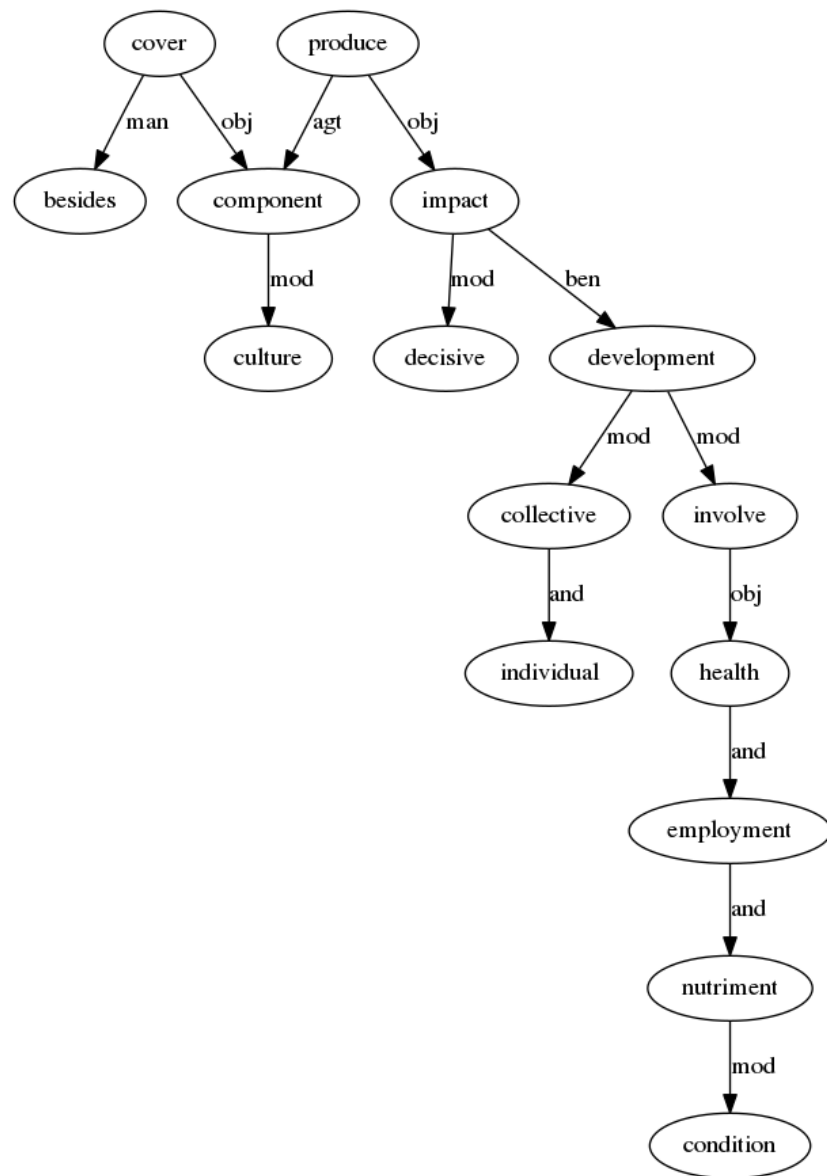 cover produce
man obj agt obj
besides component impact
mod mod ben
culture decisive development
mod mod
collective involve
and obj
individual health
and
employment
and
nutriment
mod
condition